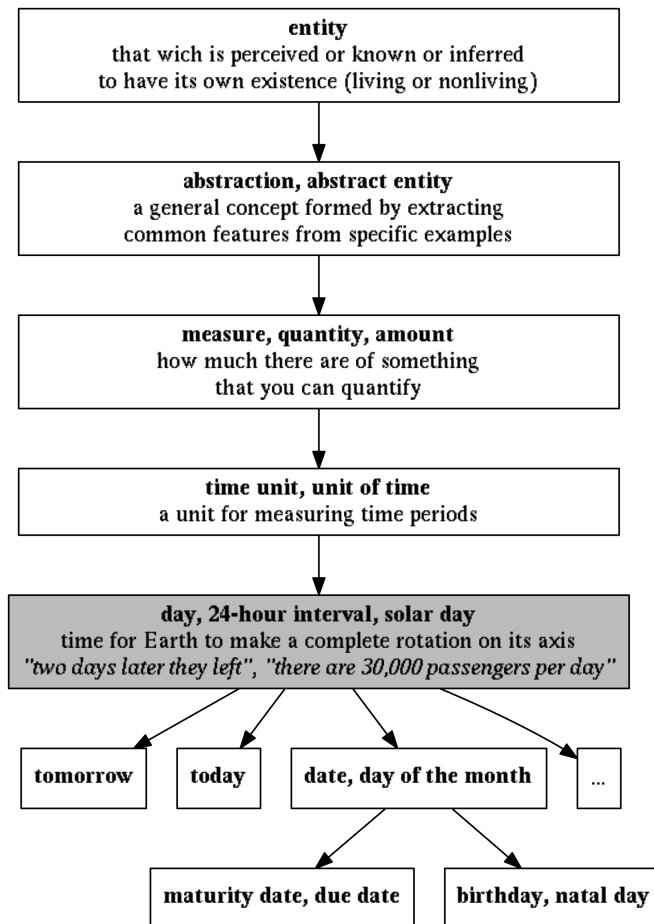 entity
that wich is perceived or known or inferred
to have its own existence (living or nonliving)
abstraction, abstract entity
a general concept formed by extracting
common features from specific examples
measure, quantity, amount
how much there are of something
that you can quantify
time unit, unit of time
a unit for measuring time periods
day, 24-hour interval, solar day
time for Earth to make a complete rotation on its axis
"two days later they left", "there are 30,000 passengers per day"
tomorrow
today
date, day of the month
...
maturity date, due date
birthday, natal day